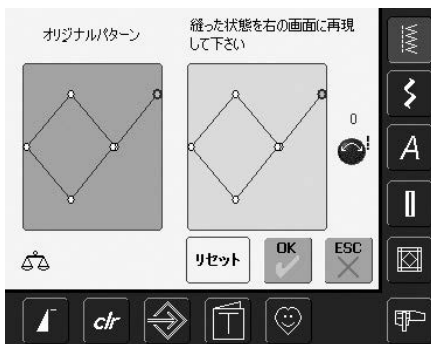 オリジナルパターン
縫った状態を右の画面に再現
して下さい
0
!
A
リセット
OK
ESC
clr